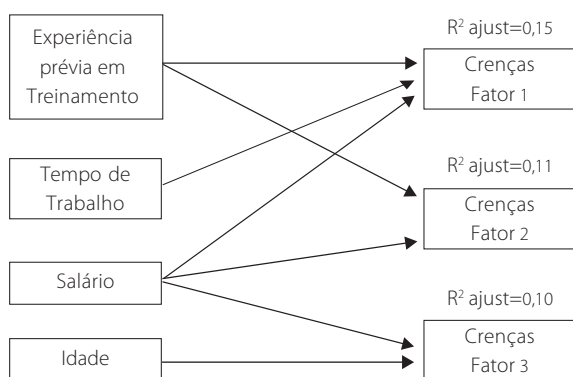 Experiência
prévia em
Treinamento
Tempo de
Trabalho
Salário
Idade
R² ajust=0,15
Crenças
Fator 1
R² ajust=0,11
Crenças
Fator 2
R² ajust=0,10
Crenças
Fator 3